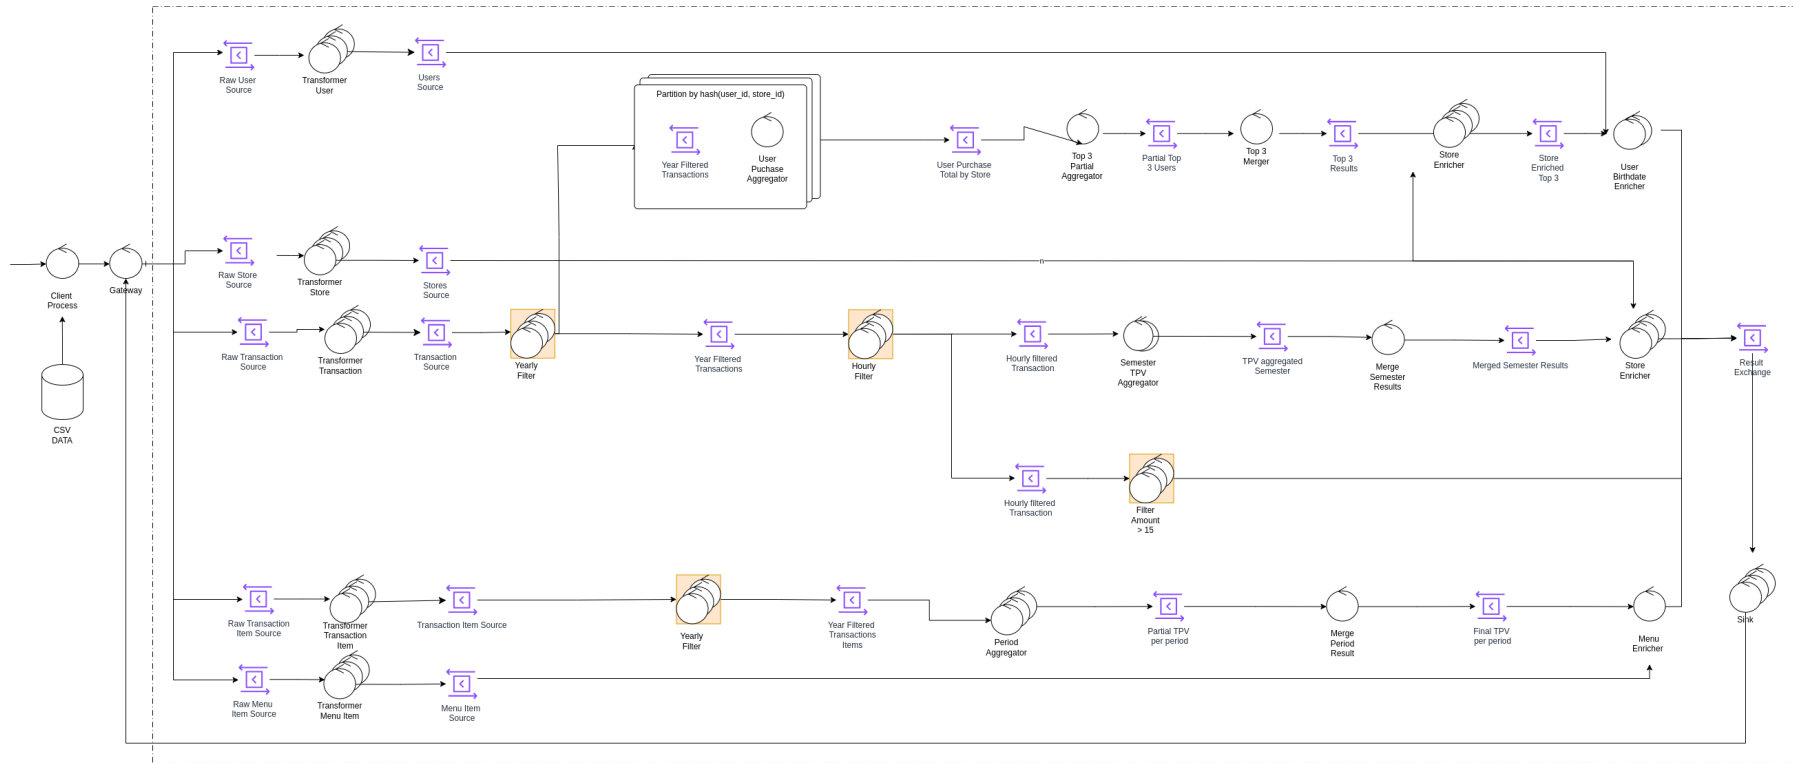 Raw User
Source
Transformer
User
Users
Source
Partition by hash(user_id, store_id)
Year Filtered
Transactions
User
Puchase
Aggregator
User Purchase
Total by Store
Top 3
Partial
Aggregator
Partial Top
3 Users
Top 3
Merger
Top 3
Results
Store
Enricher
Store
Enriched
Top 3
User
Birthdate
Enricher
Client
Process
Gateway
CSV
DATA
Raw Store
Source
Transformer
Store
Stores
Source
n
Raw Transaction
Source
Transformer
Transaction
Transaction
Source
Yearly
Filter
Year Filtered
Transactions
Hourly
Filter
Hourly filtered
Transaction
Semester
TPV
Aggregator
TPV aggregated
Semester
Merge
Semester
Results
Merged Semester Results
Store
Enricher
Result
Exchange
Hourly filtered
Transaction
Filter
Amount
> 15
Raw Transaction
Item Source
Transformer
Transaction
Item
Transaction Item Source
Yearly
Filter
Year Filtered
Transactions
Items
Period
Aggregator
Partial TPV
per period
Merge
Period
Result
Final TPV
per period
Menu
Enricher
Sink
Raw Menu
Item Source
Transformer
Menu Item
Menu Item
Source